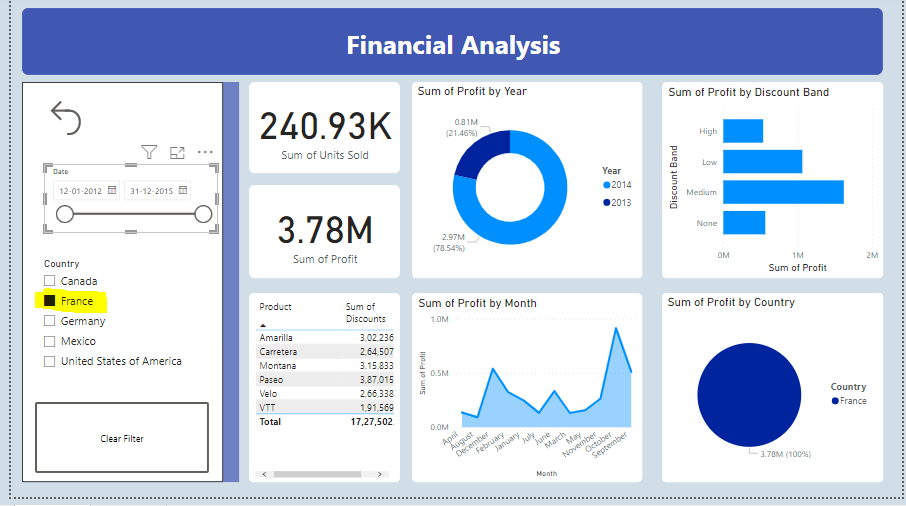 Financial Analysis
Date
12-01-2012
31-12-2015
Country
Canada
France
Germany
Mexico
United States of America
Clear Filter
240.93K
Sum of Units Sold
3.78M
Sum of Profit
Sum of Profit by Year
0.81M
(21.46%)
2.97M
(78.54%)
Year
2014
2013
Sum of Profit by Discount Band
Discount Band
High
Low
Medium
None
0M 1M 2M
Sum of Profit
Product Sum of
Discounts
Amarilla 3,02,236
Carretera 2,64,507
Montana 3,15,833
Paseo 3,87,015
Velo 2,66,338
VTT 1,91,569
Total 17,27,502
Sum of Profit by Month
Sum of Profit
1.0M
0.5M
0.0M
April August December February January July June March May November October September
Month
Sum of Profit by Country
Country
France
3.78M (100%)